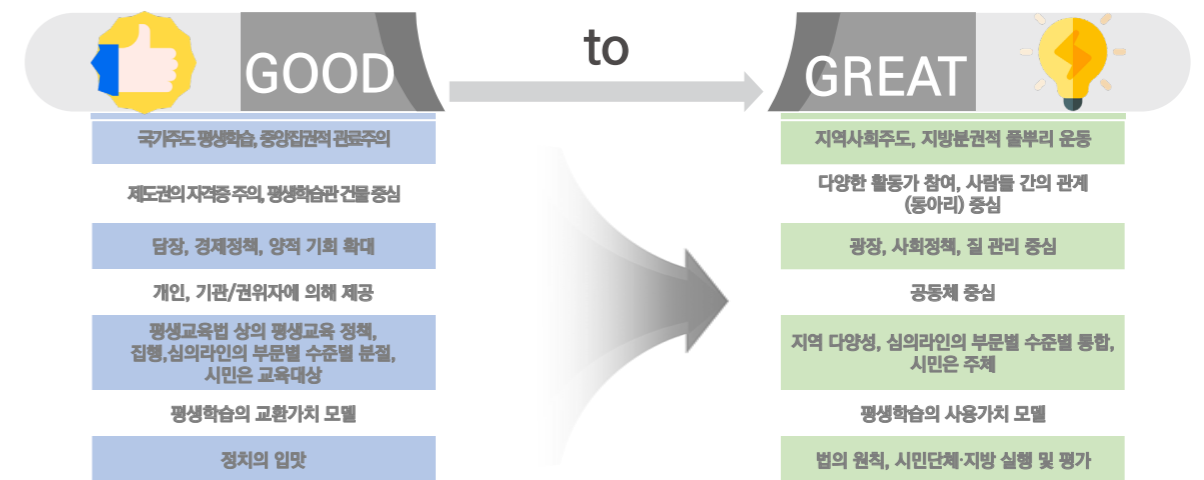 GOOD
to
GREAT
국가주도 평생학습, 중앙집권적 관료주의
지역사회주도, 지방분권적 풀뿌리 운동
제도권의 자격증 주의, 평생학습관 건물 중심
다양한 활동가 참여, 사람들 간의 관계
(동아리) 중심
담장, 경제정책, 양적 기회 확대
광장, 사회정책, 질 관리 중심
개인, 기관/권위자에 의해 제공
공동체 중심
평생교육법 상의 평생교육 정책,
집행,심의라인의 부문별 수준별 분절,
시민은 교육대상
지역 다양성, 심의라인의 부문별 수준별 통합,
시민은 주체
평생학습의 교환가치 모델
평생학습의 사용가치 모델
정치의 입맛
법의 원칙, 시민단체·지방 실행 및 평가